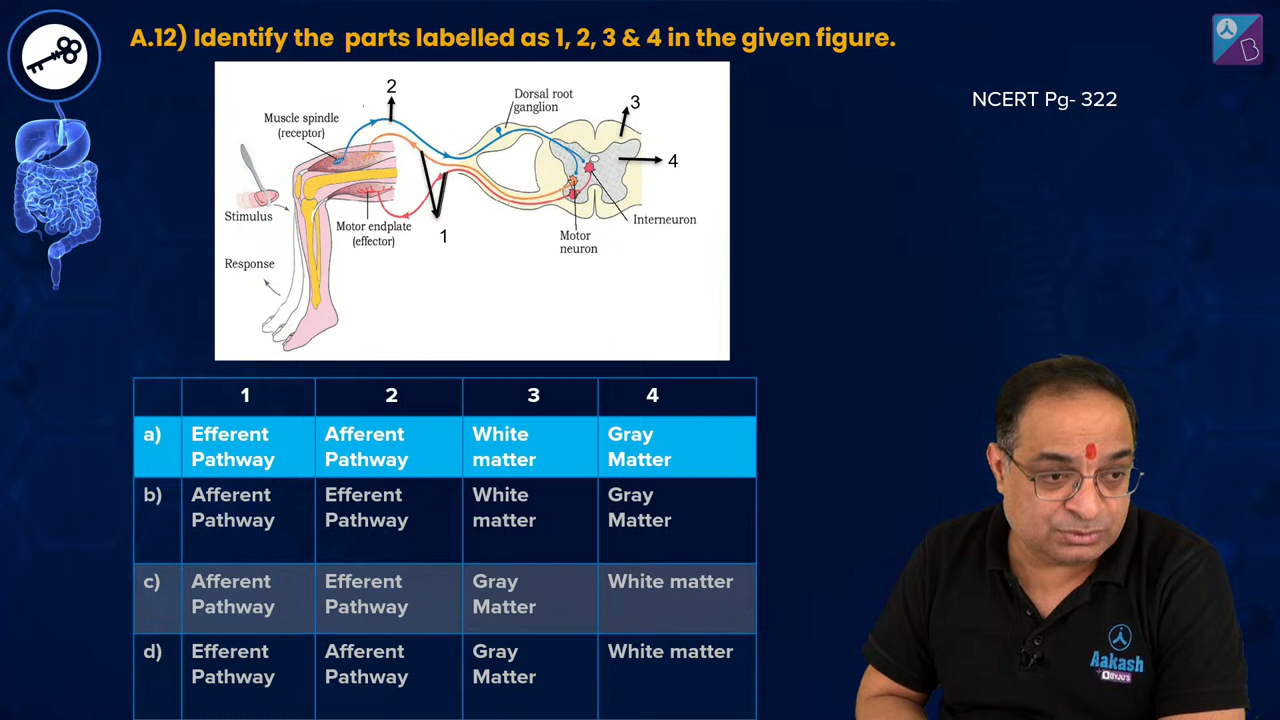 A.12) Identify the parts labelled as 1, 2, 3 & 4 in the given figure.
B
NCERT Pg- 322
2
Dorsal root
ganglion
3
Muscle spindle
(receptor)
4
Stimulus
Motor endplate
(effector)
1
Interneuron
Motor
neuron
Response
1 2 3 4
a) Efferent Pathway Afferent Pathway White matter Gray Matter
b) Afferent Pathway Efferent Pathway White matter Gray Matter
c) Afferent Pathway Efferent Pathway Gray Matter White matter
d) Efferent Pathway Afferent Pathway Gray Matter White matter
Aakash
BYJU'S